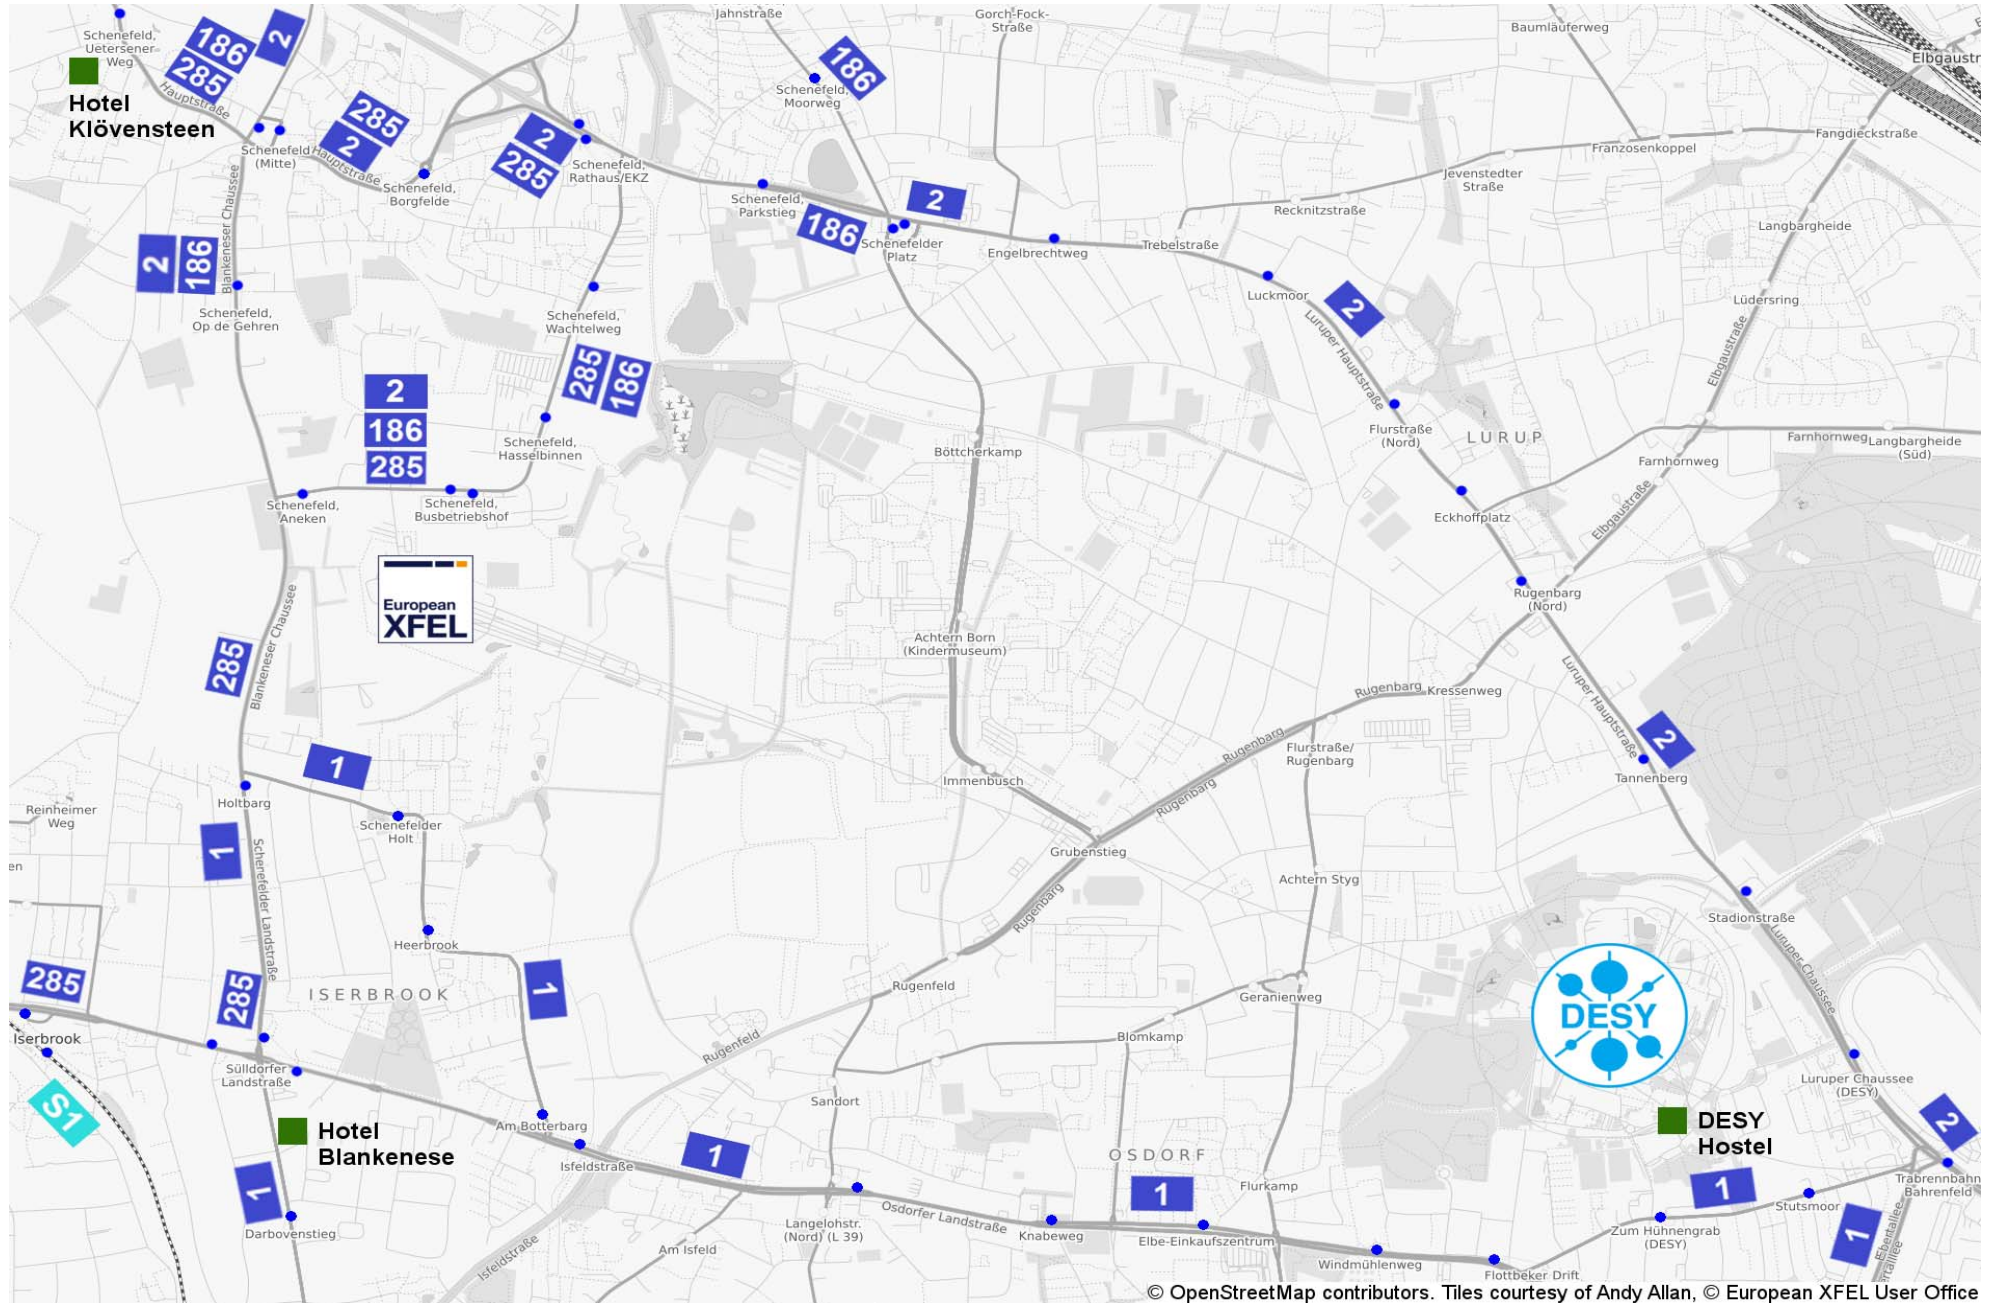 Schenefeld,
Uetersener
Weg
186
285
2
Hauptstraße
Hotel
Klövensteen
285
2
Schenefeld
(Mitte)
Hauptstraße
Schenefeld,
Borgfelde
2
285
Schenefeld,
Rathaus/EKZ
Jahnstraße
Schenefeld,
Moorweg
186
Gorch-Fock-
Straße
Baumläuferweg
Elbgaustr
Fangdieckstraße
Franzosenkoppel
Jevenstedter
Straße
Recknitzstraße
Schenefeld,
Parkstieg
186
2
Schenefelder
Platz
Engelbrechtweg
Trebelstraße
Langbargheide
2
186
Blankeneser Chaussee
Schenefeld,
Op de Gehren
Schenefeld,
Wachtelweg
285
186
Luckmoor
2
Luruper Hauptstraße
Lüdersring
Elbgaustraße
2
186
285
Schenefeld,
Hasselbinnen
Flurstraße
(Nord)
LURUP
Farnhornweg
Langbargheide
(Süd)
Farnhornweg
Böttcherkamp
Schenefeld,
Aneken
Schenefeld,
Busbetriebshof
Eckhoffplatz
Elbgaustraße
European
XFEL
Blankeneser Chaussee
285
Rugenbarg
(Nord)
Achtern Born
(Kindermuseum)
Luruper Hauptstraße
Rugenbarg
Kressenweg
2
Rugenbarg
Flurstraße/
Rugenbarg
Tannenberg
1
Immenbusch
Rugenbarg
Holtbarg
Reinheimer
Weg
Schenefelder
Holt
1
Schenefelder Landstraße
Grubenstieg
en
Achtern Styg
Rugenbarg
Stadionstraße
Heerbrook
Luruper Chaussee
285
285
ISERBROOK
1
Rugenfeld
Geranienweg
DESY
Iserbrook
Rugenfeld
Blomkamp
Sülldorfer
Landstraße
Luruper Chaussee
(DESY)
S1
Sandort
Hotel
Blankenese
Am Botterbarg
DESY
Hostel
2
Isfeldstraße
1
OSDORF
1
Flurkamp
1
Trabrennbahn
Bahrenfeld
1
Darbovenstieg
Langelohstr.
(Nord) (L 39)
Osdorfer Landstraße
Knabeweg
Elbe-Einkaufszentrum
Stutsmoor
Zum Hühnengrab
(DESY)
1
Ebertallee
Isfeldstraße
Am Isfeld
Windmühlenweg
Flottbeker Drift
© OpenStreetMap contributors. Tiles courtesy of Andy Allan, © European XFEL User Office